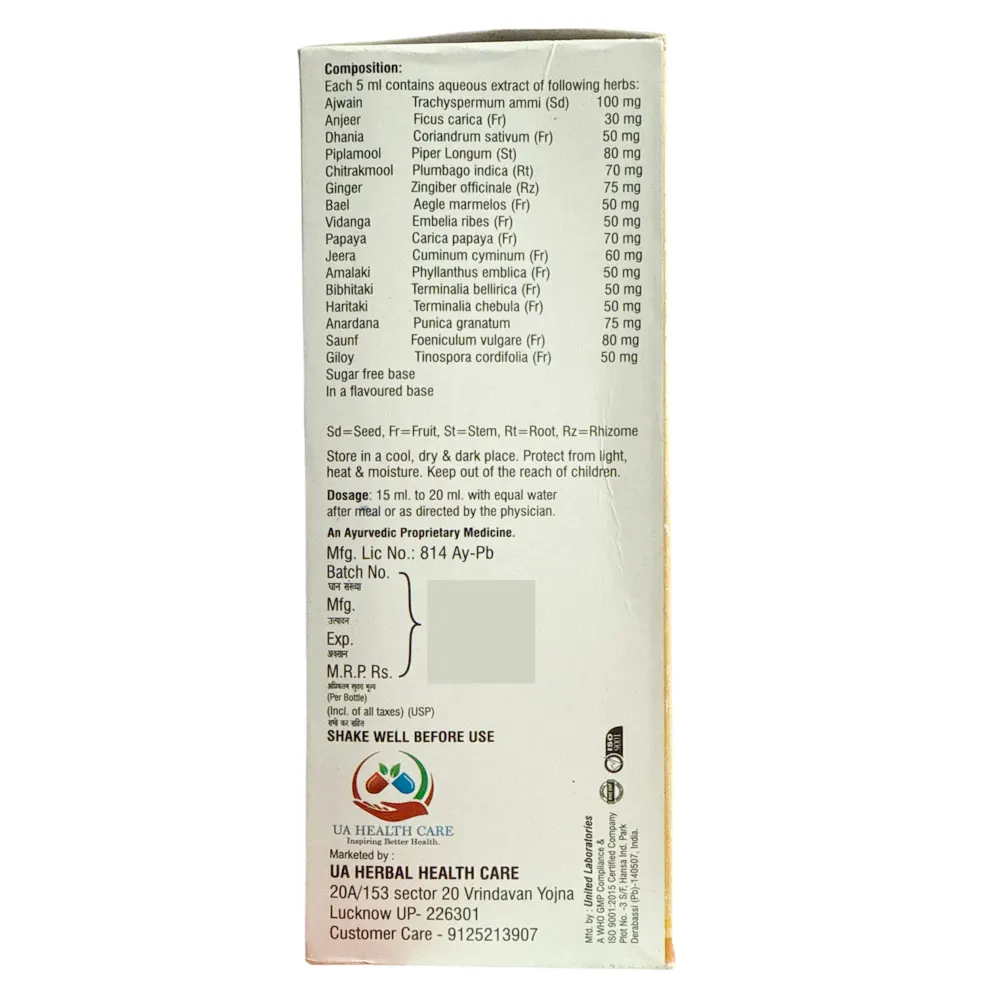 Composition:
Each 5 ml contains aqueous extract of following herbs:
Ajwain Trachyspermum ammi (Sd) 100 mg
Anjeer Ficus carica (Fr) 30 mg
Dhania Coriandrum sativum (Fr) 50 mg
Piplamool Piper Longum (St) 80 mg
Chitrakmool Plumbago indica (Rt) 70 mg
Ginger Zingiber officinale (Rz) 75 mg
Bael Aegle marmelos (Fr) 50 mg
Vidanga Embelia ribes (Fr) 50 mg
Papaya Carica papaya (Fr) 70 mg
Jeera Cuminum cyminum (Fr) 60 mg
Amalaki Phyllanthus emblica (Fr) 50 mg
Bibhitaki Terminalia bellirica (Fr) 50 mg
Haritaki Terminalia chebula (Fr) 50 mg
Anardana Punica granatum 75 mg
Saunf Foeniculum vulgare (Fr) 80 mg
Giloy Tinospora cordifolia (Fr) 50 mg
Sugar free base
In a flavoured base
Sd=Seed, Fr=Fruit, St=Stem, Rt=Root, Rz=Rhizome
Store in a cool, dry & dark place. Protect from light,
heat & moisture. Keep out of the reach of children.
Dosage: 15 ml. to 20 ml. with equal water
after meal or as directed by the physician.
An Ayurvedic Proprietary Medicine.
Mfg. Lic No.: 814 Ay-Pb
Batch No.
घान संख्या
Mfg.
उत्पादन
Exp.
अवसान
M.R.P. Rs.
अधिकतम खुदरा मूल्य
(Per Bottle)
(Incl. of all taxes) (USP)
सभी कर सहित
SHAKE WELL BEFORE USE
UA HEALTH CARE
Inspiring Better Health.
Marketed by :
UA HERBAL HEALTH CARE
20A/153 sector 20 Vrindavan Yojna
Lucknow UP- 226301
Customer Care - 9125213907
ISO
9001
Mfd. by : United Laboratories
A WHO GMP Compliance &
ISO 9001:2015 Certified Company
Plot No. -3 S/F, Hansa Ind. Park
Derabassi (Pb)-140507, India.